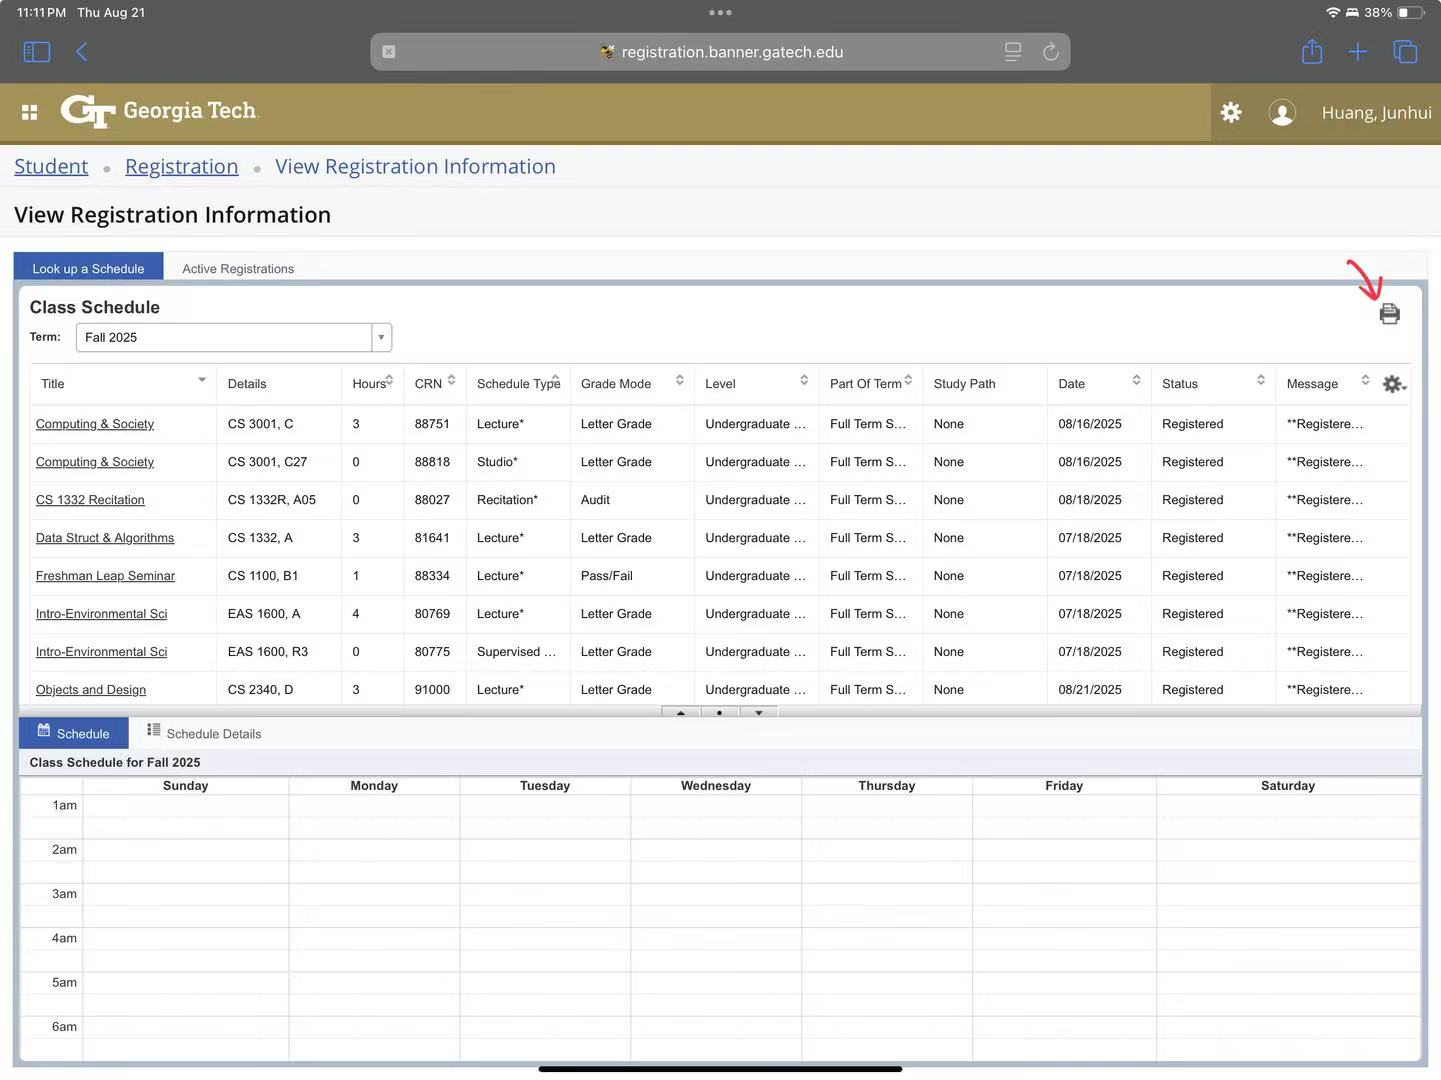 11:11 PM Thu Aug 21
38%
registration.banner.gatech.edu
GT Georgia Tech
Huang, Junhui
Student • Registration • View Registration Information
View Registration Information
Look up a Schedule Active Registrations
Class Schedule
Term: Fall 2025
Title Details Hours CRN Schedule Type Grade Mode Level Part Of Term Study Path Date Status Message
Computing & Society CS 3001, C 3 88751 Lecture* Letter Grade Undergraduate ... Full Term S... None 08/16/2025 Registered **Registere...
Computing & Society CS 3001, C27 0 88818 Studio* Letter Grade Undergraduate ... Full Term S... None 08/16/2025 Registered **Registere...
CS 1332 Recitation CS 1332R, A05 0 88027 Recitation* Audit Undergraduate ... Full Term S... None 08/18/2025 Registered **Registere...
Data Struct & Algorithms CS 1332, A 3 81641 Lecture* Letter Grade Undergraduate ... Full Term S... None 07/18/2025 Registered **Registere...
Freshman Leap Seminar CS 1100, B1 1 88334 Lecture* Pass/Fail Undergraduate ... Full Term S... None 07/18/2025 Registered **Registere...
Intro-Environmental Sci EAS 1600, A 4 80769 Lecture* Letter Grade Undergraduate ... Full Term S... None 07/18/2025 Registered **Registere...
Intro-Environmental Sci EAS 1600, R3 0 80775 Supervised ... Letter Grade Undergraduate ... Full Term S... None 07/18/2025 Registered **Registere...
Objects and Design CS 2340, D 3 91000 Lecture* Letter Grade Undergraduate ... Full Term S... None 08/21/2025 Registered **Registere...
Schedule Schedule Details
Class Schedule for Fall 2025
Sunday Monday Tuesday Wednesday Thursday Friday Saturday
1am
2am
3am
4am
5am
6am